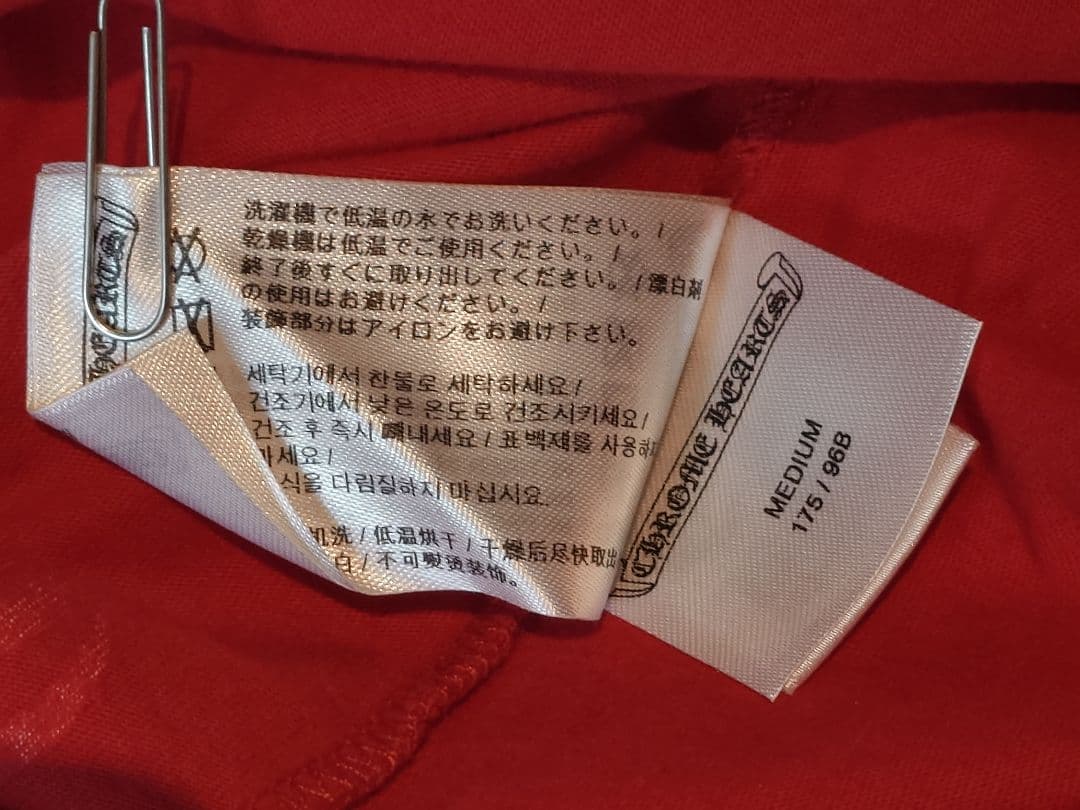 洗濯機で低温の水でお洗いください。/
乾燥機は低温でご使用ください。/
終了後すぐに取り出してください。/漂白剤
の使用はお避けください。/
装飾部分はアイロンをお避け下さい。
세탁기에서 찬물로 세탁하세요/
건조기에서 낮은 온도로 건조시키세요/
건조 후 즉시 빼내세요/표백제를 사용하지
마세요/
식을 다림질하지 마십시오.
机洗/低温烘干/干燥后尽快取出
白/不可熨烫装饰。
CHROME HEARTS
MEDIUM
175/96B
HEARTS